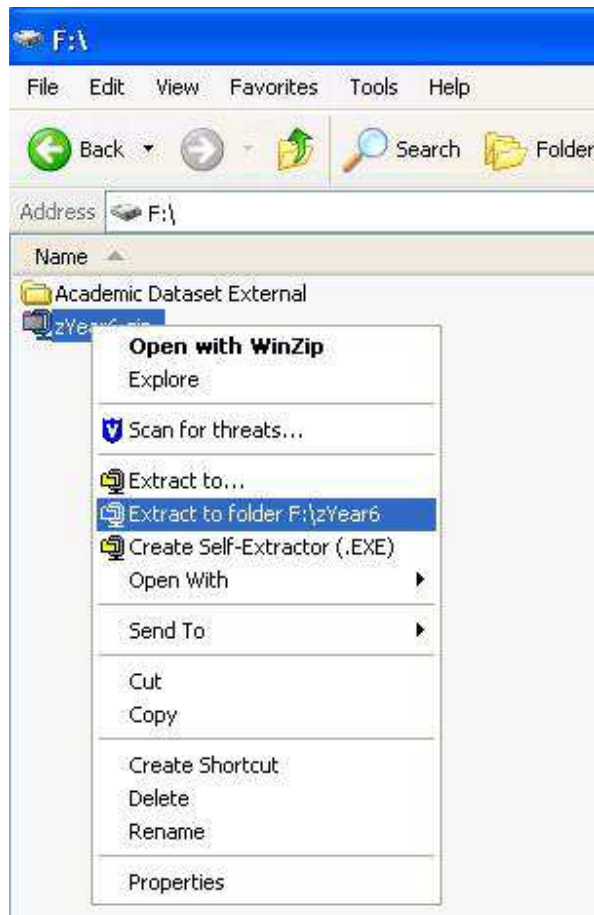 F:\
File Edit View Favorites Tools Help
Back Search Folder
Address F:\
Name
Academic Dataset External
Open with WinZip
Explore
Scan for threats...
Extract to...
Extract to folder F:\zYear6
Create Self-Extractor (.EXE)
Open With
Send To
Cut
Copy
Create Shortcut
Delete
Rename
Properties